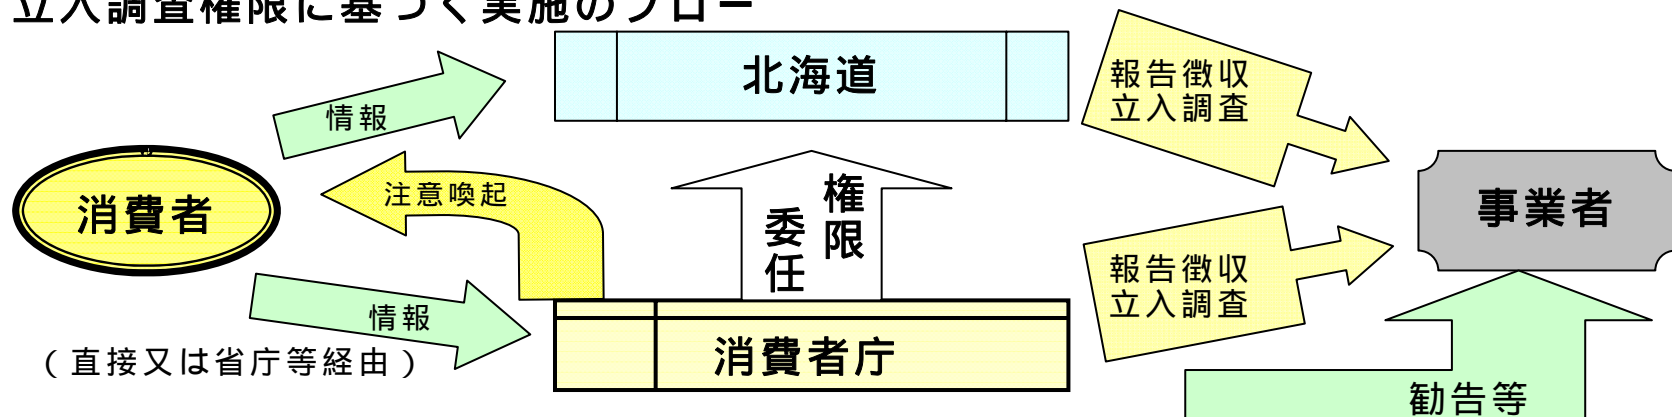 立入調査権限に基づく実施のフロー
北海道
報告徴収
立入調査
情報
消費者
注意喚起
権限
委任
事業者
報告徴収
立入調査
情報
(直接又は省庁等経由)
消費者庁
勧告等